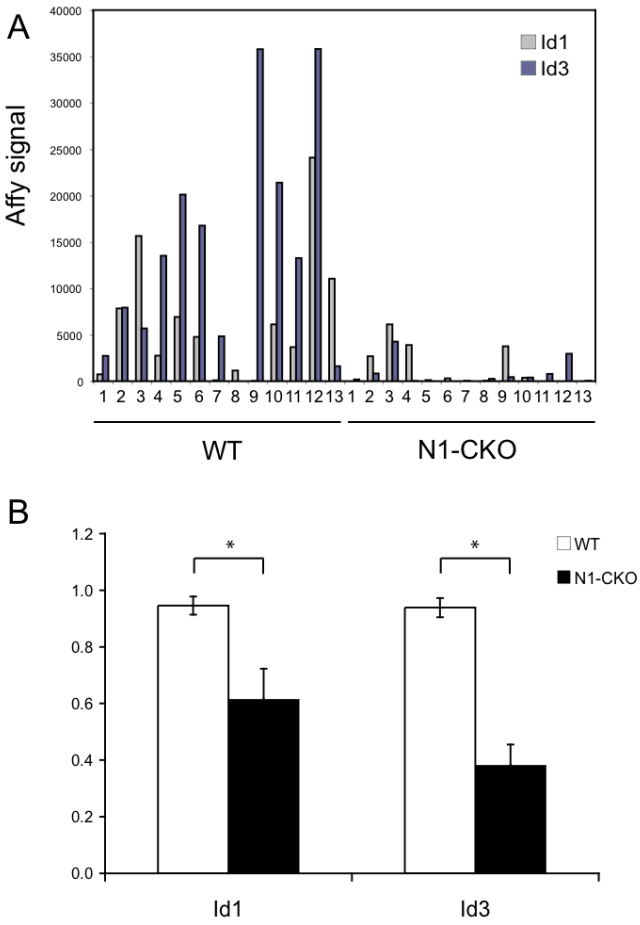 A
40000
35000
30000
25000
20000
15000
10000
5000
0
Affy signal
Id1
Id3
1 2 3 4 5 6 7 8 9 10 11 12 13 1 2 3 4 5 6 7 8 9 10 11 12 13
WT N1-CKO
B
1.2
1.0
0.8
0.6
0.4
0.2
0.0
* *
WT
N1-CKO
Id1 Id3